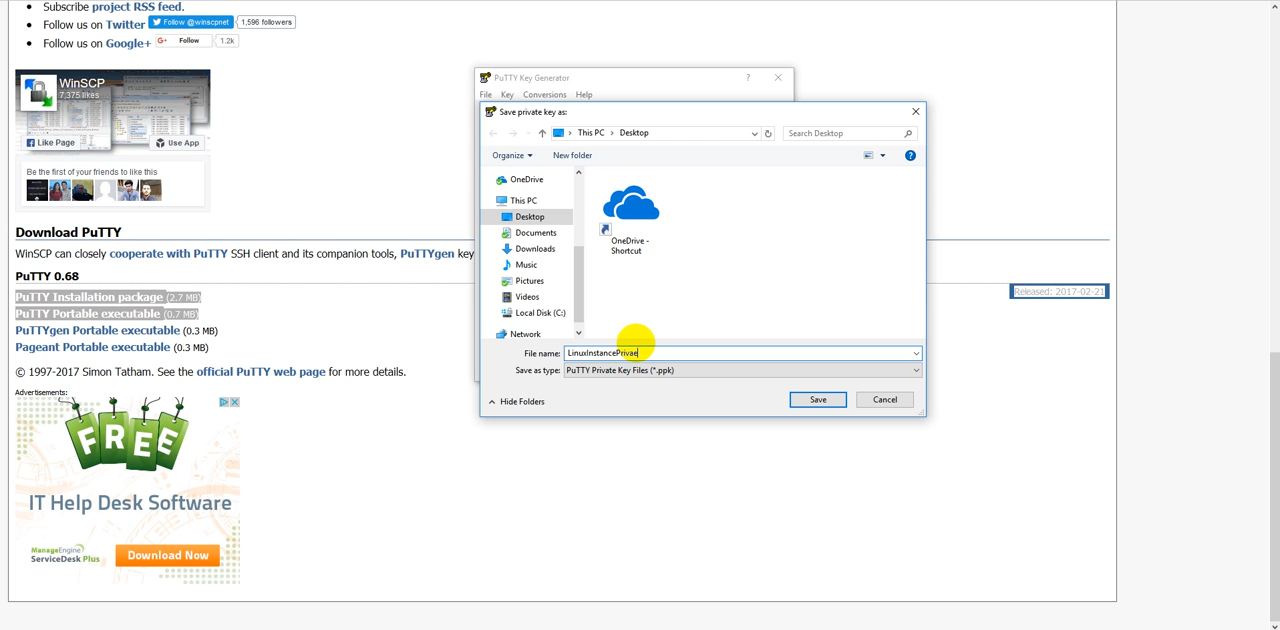 Subscribe project RSS feed.
Follow us on Twitter Follow @winscpnet 1,596 followers
Follow us on Google+ G+ Follow 1.2k
WinSCP
7,375 likes
Like Page Use App
Be the first of your friends to like this
Download PuTTY
WinSCP can closely cooperate with PuTTY SSH client and its companion tools, PuTTYgen key
PuTTY 0.68
Released: 2017-02-21
PuTTY Installation package (2.7 MB)
PuTTY Portable executable (0.7 MB)
PuTTYgen Portable executable (0.3 MB)
Pageant Portable executable (0.3 MB)
© 1997-2017 Simon Tatham. See the official PuTTY web page for more details.
Advertisements:
FREE
IT Help Desk Software
ManageEngine
ServiceDesk Plus
Download Now
PuTTY Key Generator
File Key Conversions Help
Save private key as:
This PC Desktop
Search Desktop
Organize New folder
OneDrive
This PC
Desktop
Documents
Downloads
Music
Pictures
Videos
Local Disk (C:)
Network
OneDrive -
Shortcut
File name: LinuxInstancePrivae
Save as type: PuTTY Private Key Files (*.ppk)
Hide Folders
Save Cancel